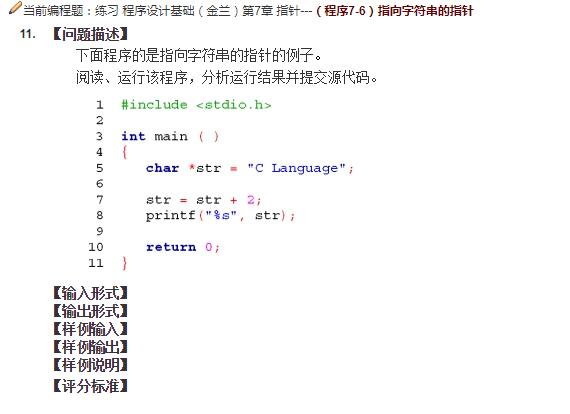 当前编程题：练习 程序设计基础（金兰）第7章 指针---（程序7-6）指向字符串的指针
11. 【问题描述】
下面程序的是指向字符串的指针的例子。
阅读、运行该程序，分析运行结果并提交源代码。
1 #include <stdio.h>
2
3 int main ( )
4 {
5 char *str = "C Language";
6
7 str = str + 2;
8 printf("%s", str);
9
10 return 0;
11 }
【输入形式】
【输出形式】
【样例输入】
【样例输出】
【样例说明】
【评分标准】